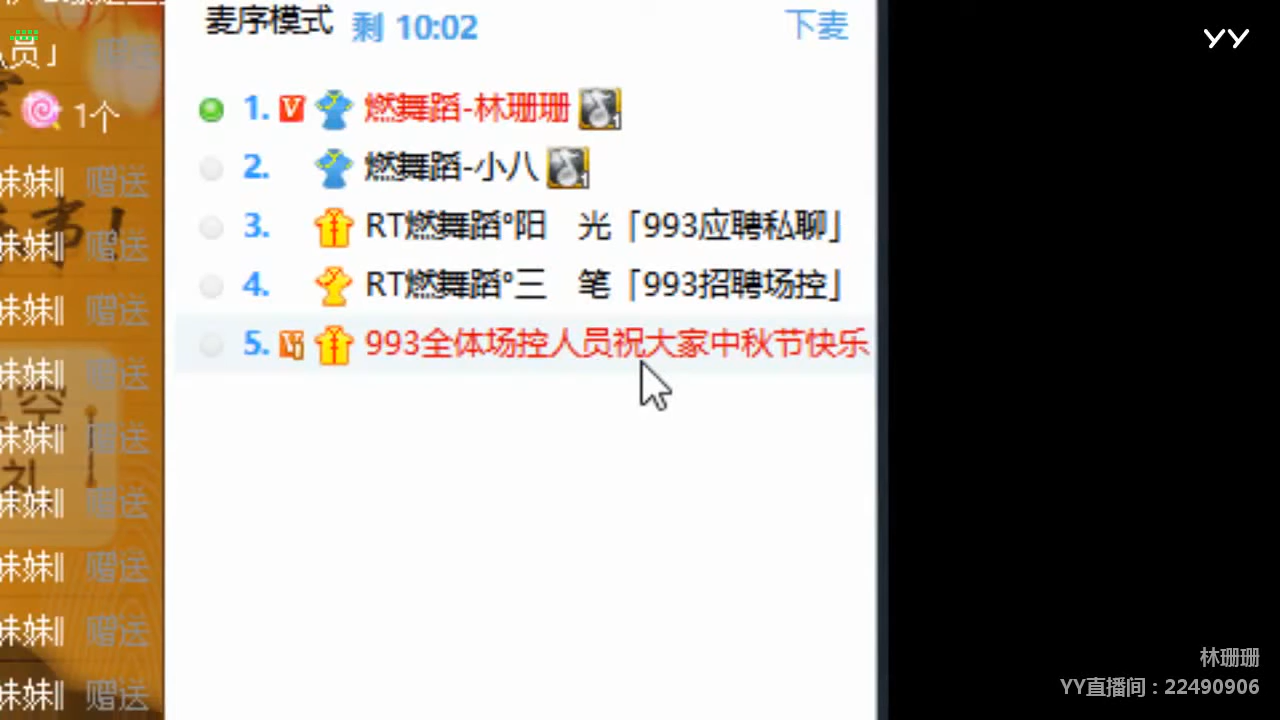 麦序模式 剩 10:02 下麦
YY
员」 赠送
1个
1. V 燃舞蹈-林珊珊 1
2. 燃舞蹈-小八 1
3. RT燃舞蹈°阳 光「993应聘私聊」
4. RT燃舞蹈°三 笔「993招聘场控」
5. 993全体场控人员祝大家中秋节快乐
妹妹‖ 赠送
妹妹‖ 赠送
妹妹‖ 赠送
妹妹‖ 赠送
妹妹‖ 赠送
妹妹‖ 赠送
妹妹‖ 赠送
妹妹‖ 赠送
妹妹‖ 赠送
林珊珊
YY直播间：22490906